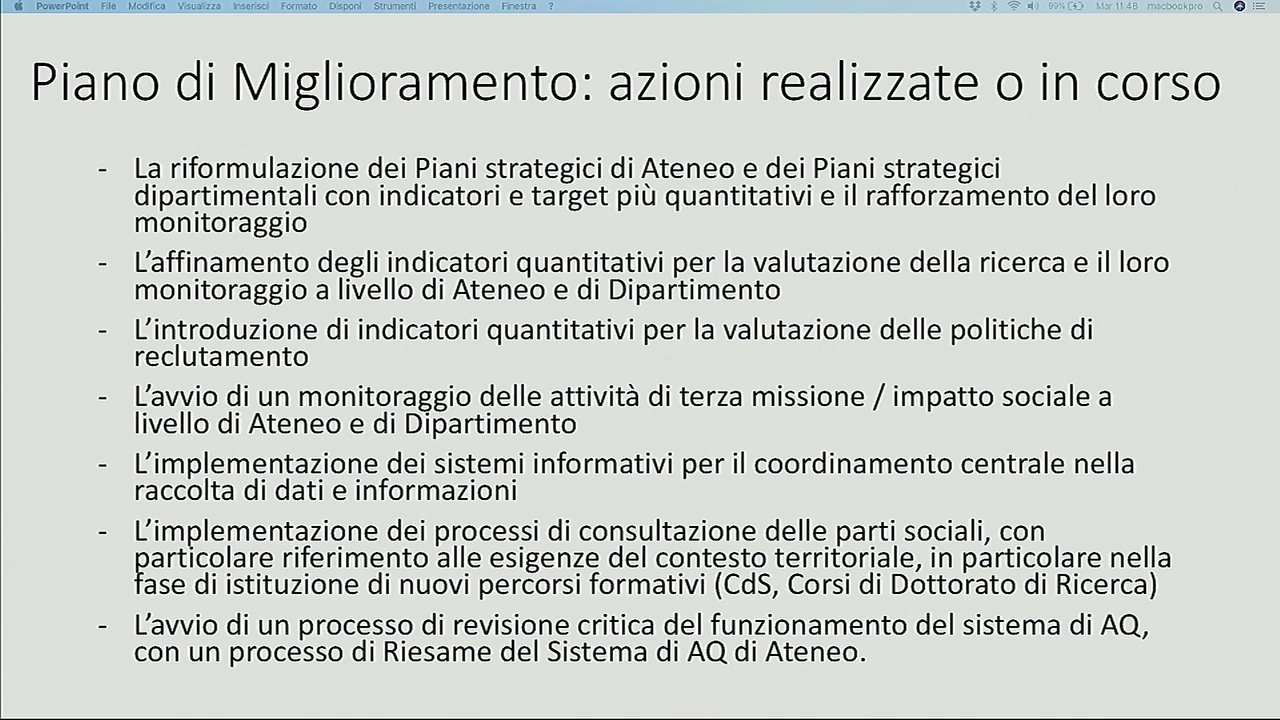 PowerPoint File Modifica Visualizza Inserisci Formato Disponi Strumenti Presentazione Finestra ?
99% Mar 11:48 macbookpro
Piano di Miglioramento: azioni realizzate o in corso
- La riformulazione dei Piani strategici di Ateneo e dei Piani strategici
dipartimentali con indicatori e target più quantitativi e il rafforzamento del loro
monitoraggio
- L’affinamento degli indicatori quantitativi per la valutazione della ricerca e il loro
monitoraggio a livello di Ateneo e di Dipartimento
- L’introduzione di indicatori quantitativi per la valutazione delle politiche di
reclutamento
- L’avvio di un monitoraggio delle attività di terza missione / impatto sociale a
livello di Ateneo e di Dipartimento
- L’implementazione dei sistemi informativi per il coordinamento centrale nella
raccolta di dati e informazioni
- L’implementazione dei processi di consultazione delle parti sociali, con
particolare riferimento alle esigenze del contesto territoriale, in particolare nella
fase di istituzione di nuovi percorsi formativi (CdS, Corsi di Dottorato di Ricerca)
- L’avvio di un processo di revisione critica del funzionamento del sistema di AQ,
con un processo di Riesame del Sistema di AQ di Ateneo.